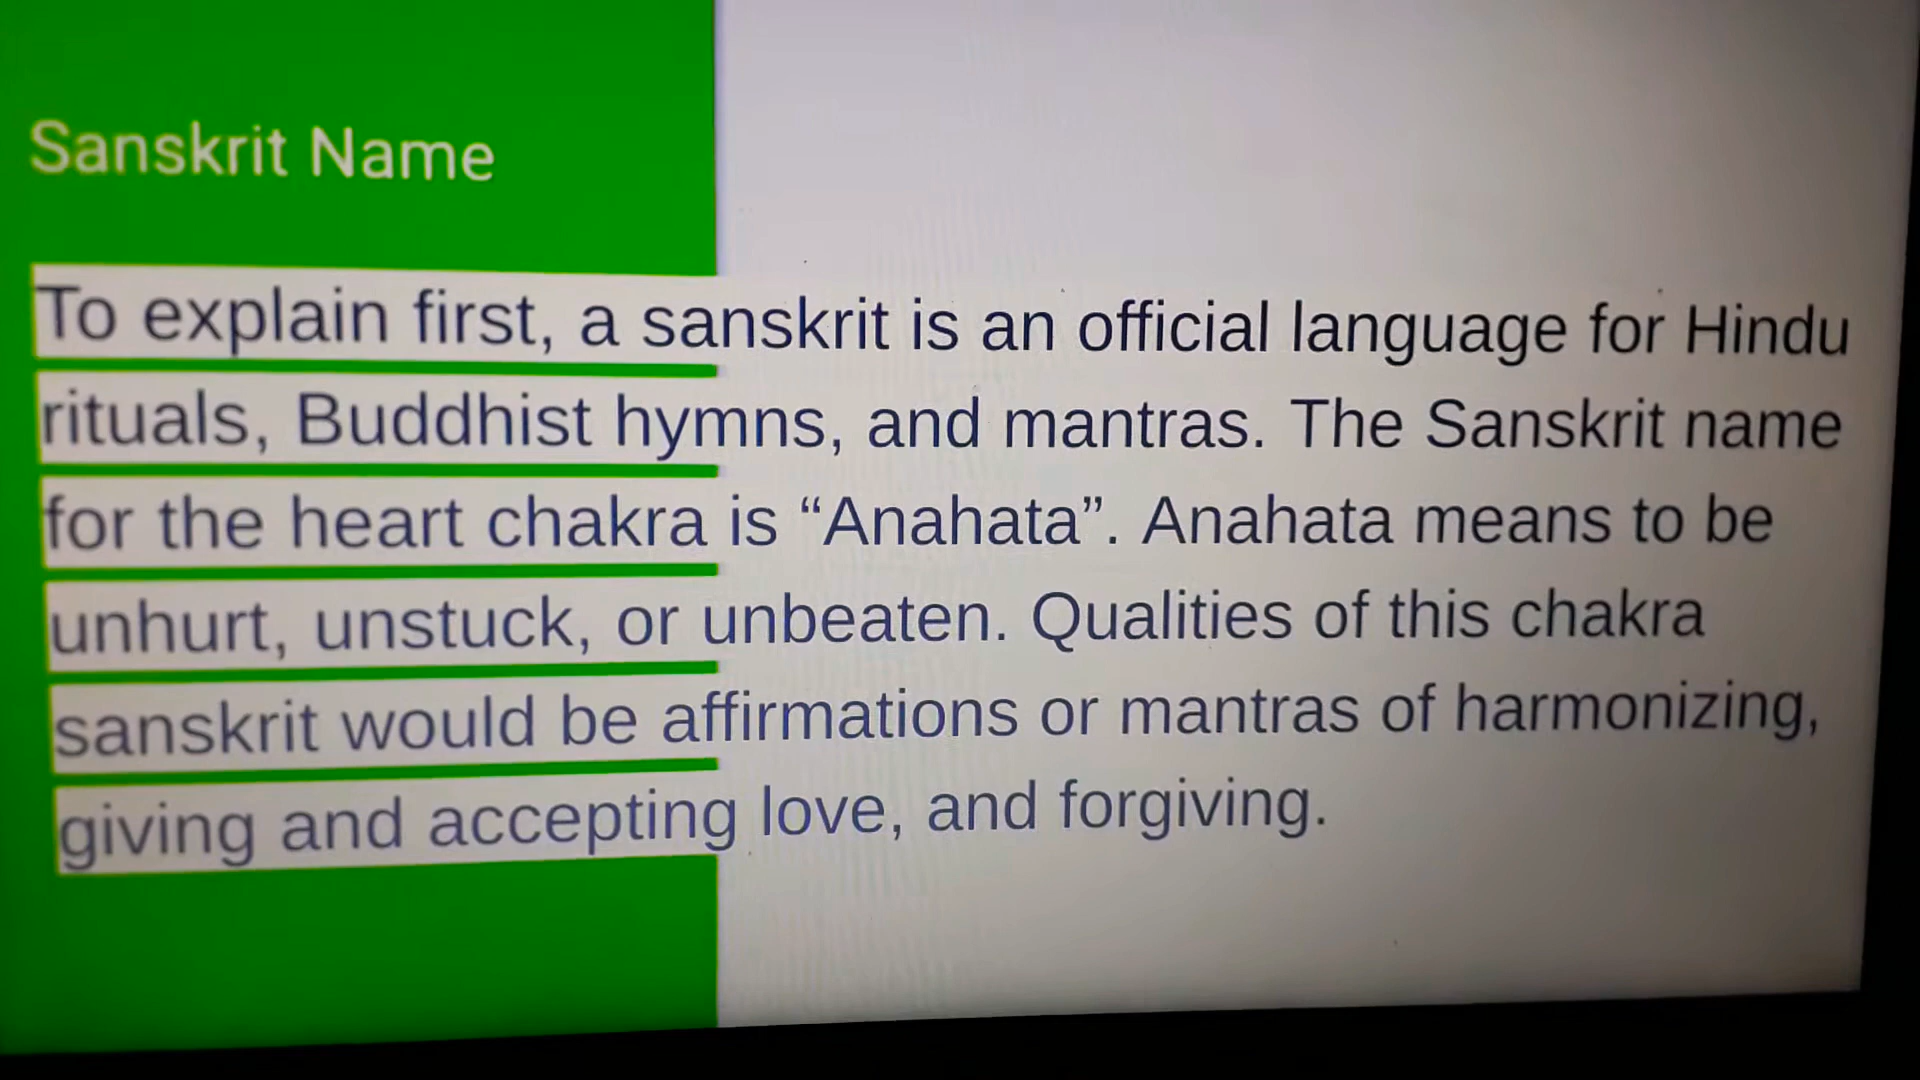 Sanskrit Name
To explain first, a sanskrit is an official language for Hindu
rituals, Buddhist hymns, and mantras. The Sanskrit name
for the heart chakra is “Anahata”. Anahata means to be
unhurt, unstuck, or unbeaten. Qualities of this chakra
sanskrit would be affirmations or mantras of harmonizing,
giving and accepting love, and forgiving.